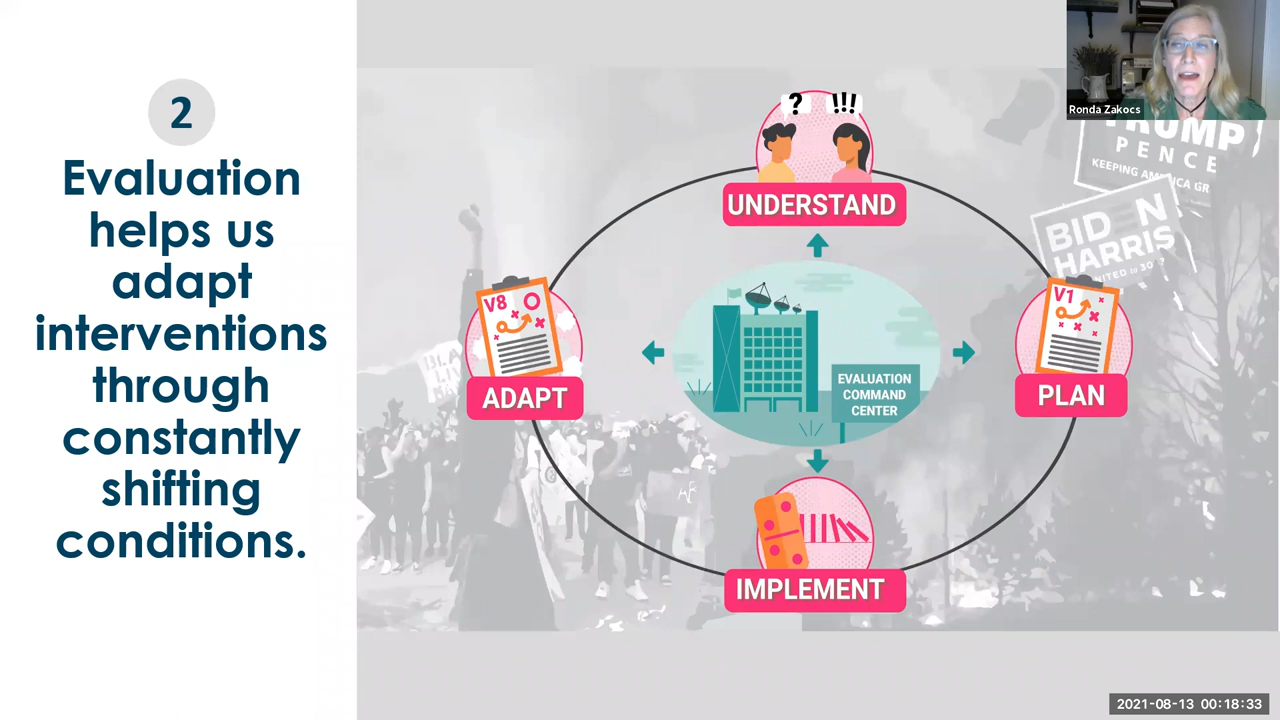 2
Evaluation
helps us
adapt
interventions
through
constantly
shifting
conditions.
? !!!
UNDERSTAND
V8
ADAPT
EVALUATION
COMMAND
CENTER
V1
PLAN
IMPLEMENT
Ronda Zakocs
TRUMP
PENCE
KEEPING AMERICA GR
BIDEN
HARRIS
2021-08-13 00:18:33